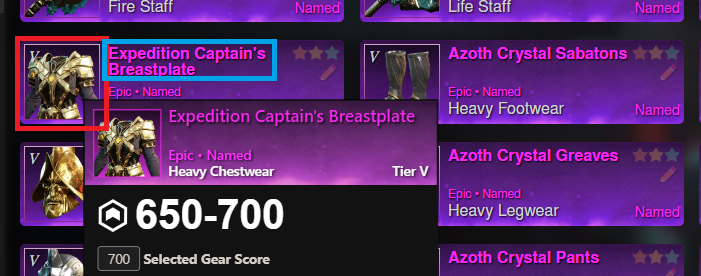 Fire Staff
Named
Life Staff
Named
V
Expedition Captain's
Breastplate
Epic • Named
V
Azoth Crystal Sabatons
Epic • Named
Heavy Footwear
Named
Expedition Captain's Breastplate
Epic • Named
Heavy Chestwear
Tier V
650-700
700 Selected Gear Score
V
Azoth Crystal Greaves
Epic • Named
Heavy Legwear
Named
V
Azoth Crystal Pants